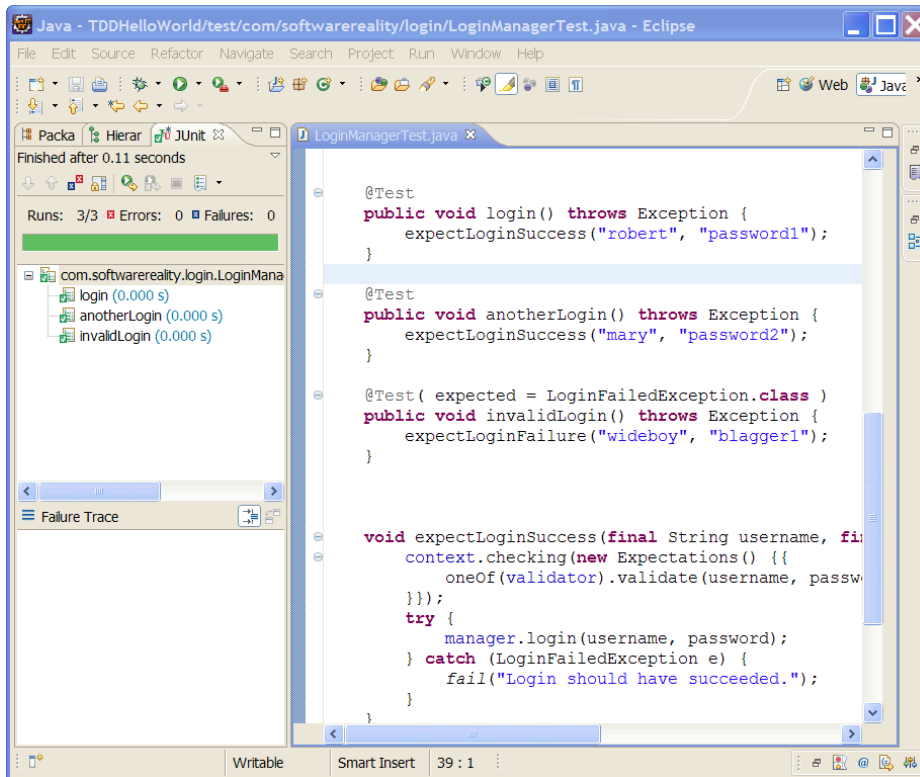 Java - TDDHelloWorld/test/com/softwarereality/login/LoginManagerTest.java - Eclipse
File Edit Source Refactor Navigate Search Project Run Window Help
Web Java
Packa Hierar JUnit
Finished after 0.11 seconds
Runs: 3/3 Errors: 0 Failures: 0
com.softwarereality.login.LoginMana
login (0.000 s)
anotherLogin (0.000 s)
invalidLogin (0.000 s)
Failure Trace
LoginManagerTest.java
@Test
public void login() throws Exception {
expectLoginSuccess("robert", "password1");
}
@Test
public void anotherLogin() throws Exception {
expectLoginSuccess("mary", "password2");
}
@Test( expected = LoginFailedException.class )
public void invalidLogin() throws Exception {
expectLoginFailure("wideboy", "blagger1");
}
void expectLoginSuccess(final String username, fi
context.checking(new Expectations() {{
oneOf(validator).validate(username, passw
}});
try {
manager.login(username, password);
} catch (LoginFailedException e) {
fail("Login should have succeeded.");
}
}
Writable Smart Insert 39 : 1